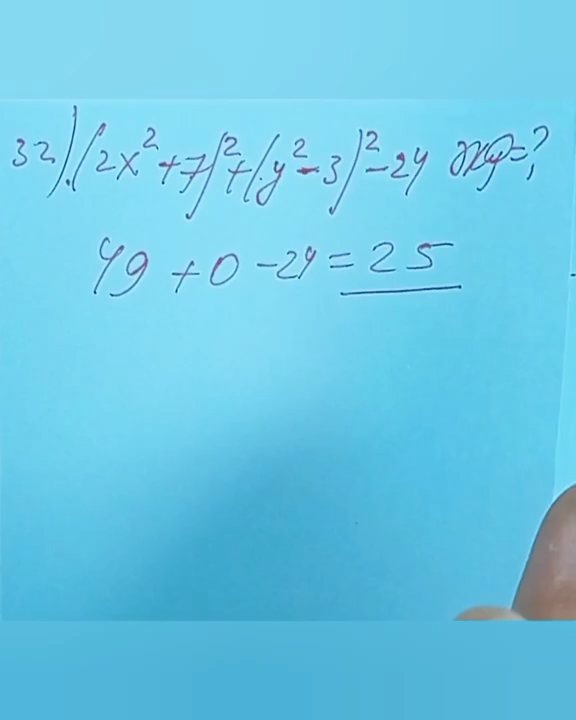 32). (2x²+7)²+(y²-3)²-24 =?
49+0-24=25